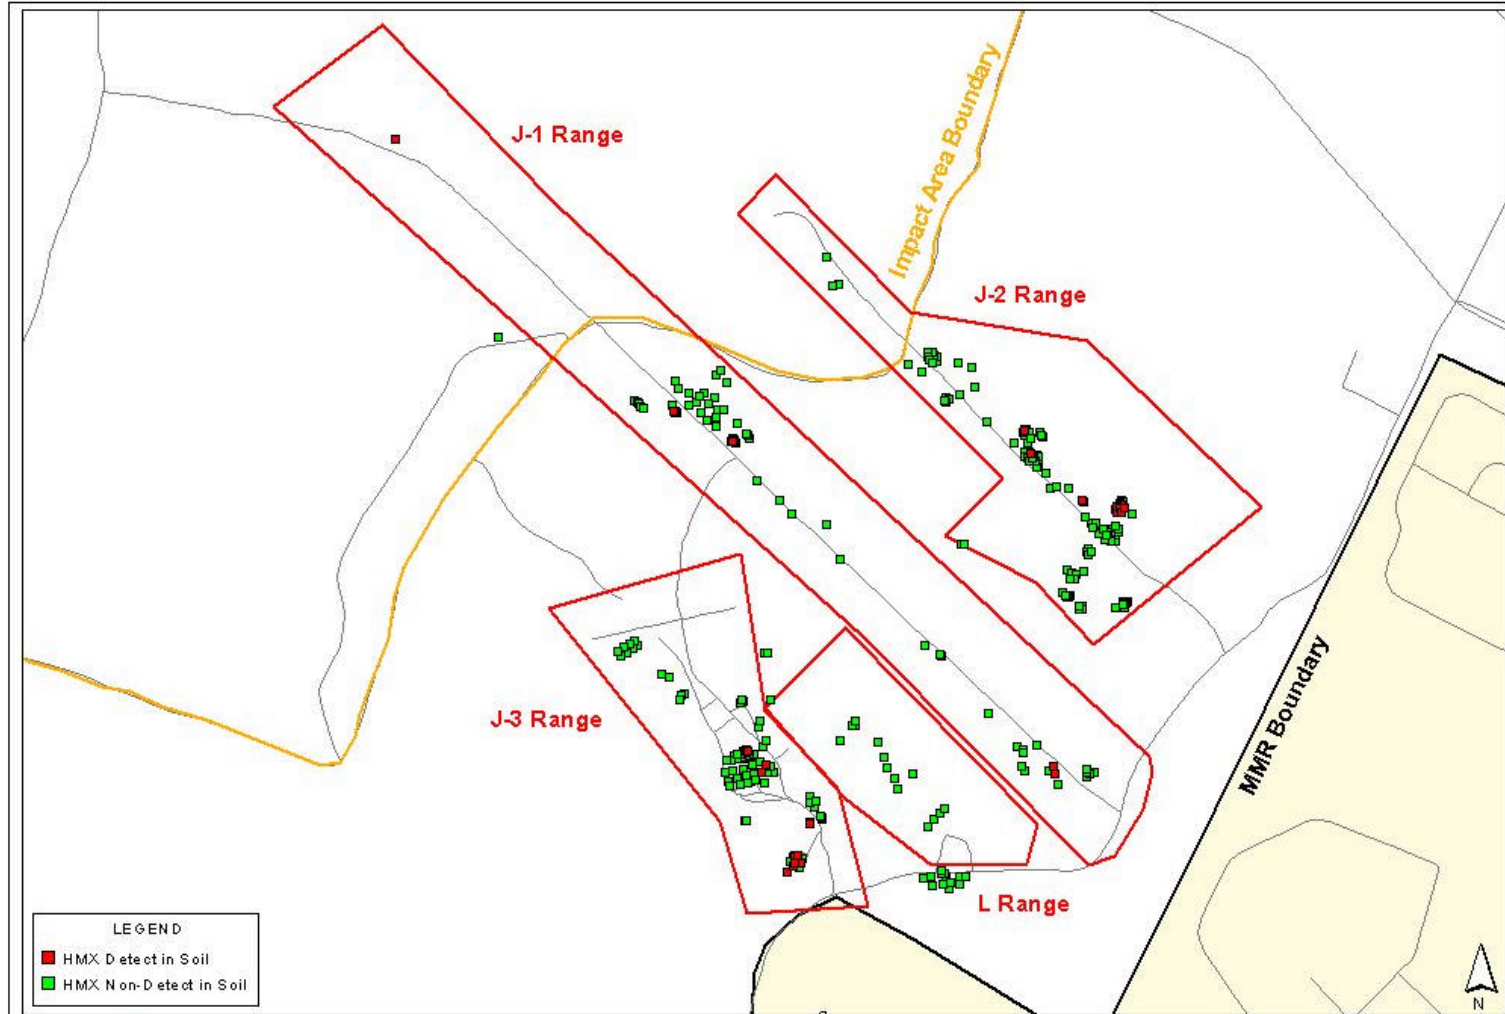 J-1 Range
Impact Area Boundary
J-2 Range
J-3 Range
MMR Boundary
L Range
LEGEND
HMX Detect in Soil
HMX Non-Detect in Soil
N